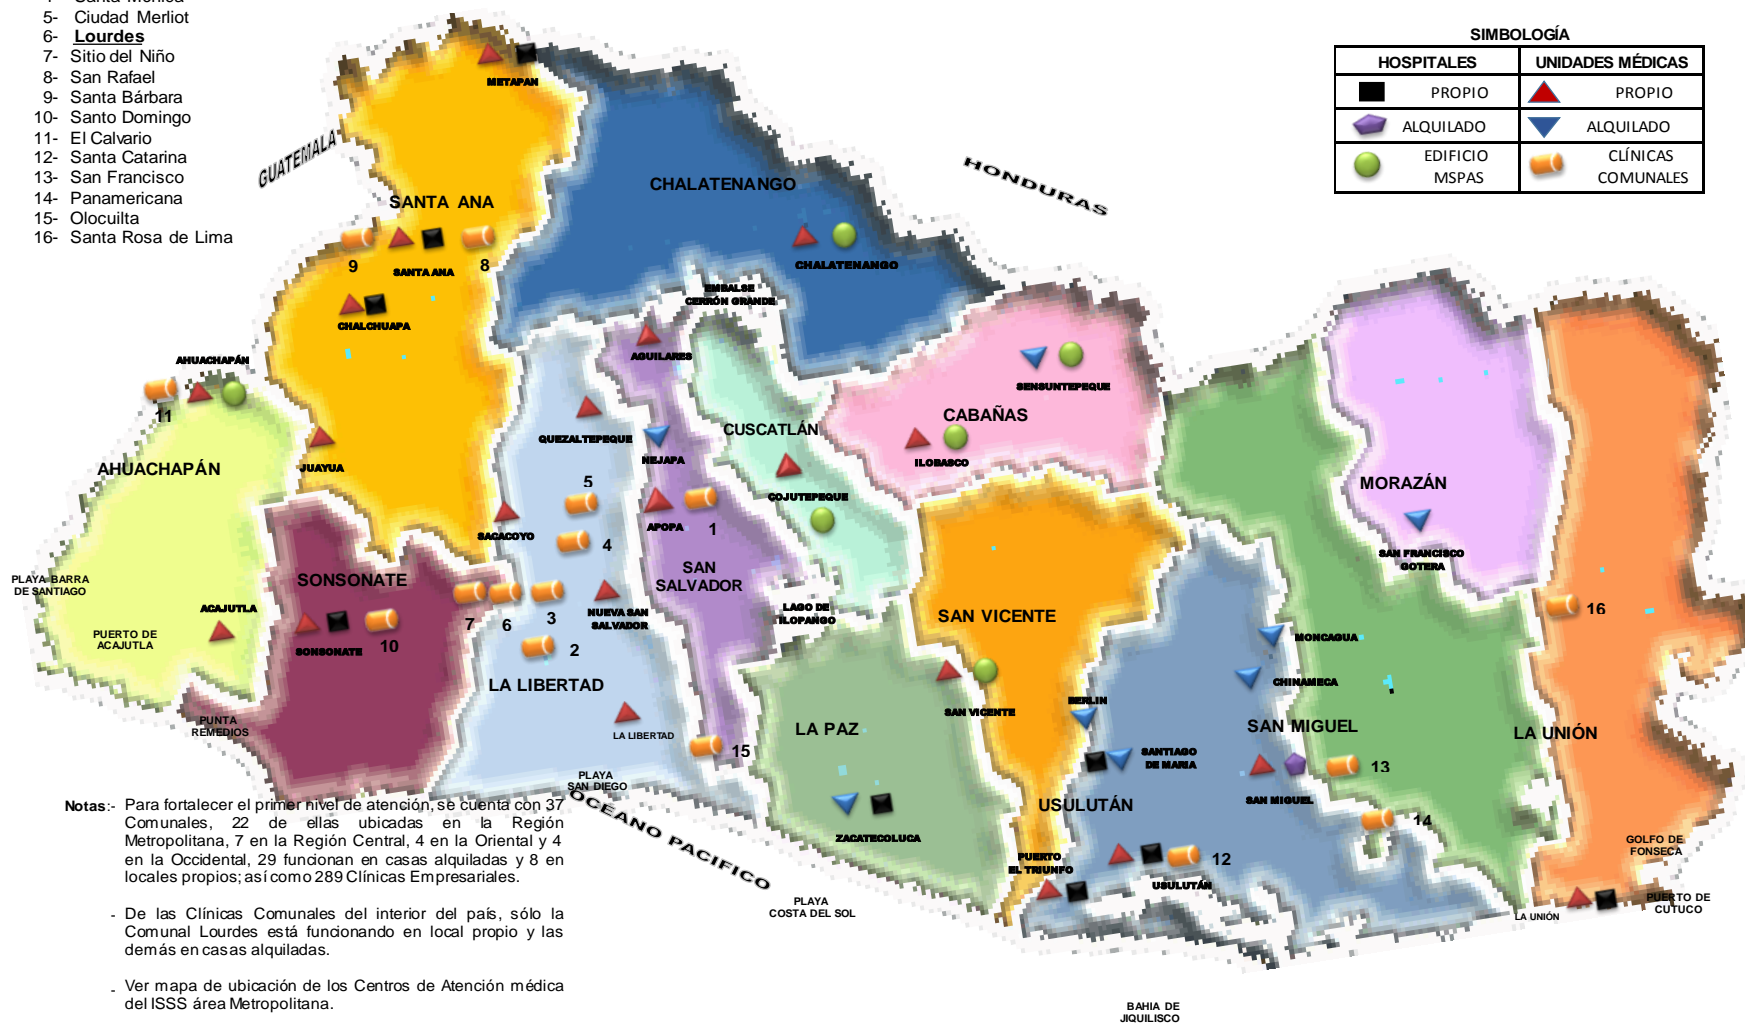 5- Ciudad Merliot
6- Lourdes
7- Sitio del Niño
8- San Rafael
9- Santa Bárbara
10- Santo Domingo
11- El Calvario
12- Santa Catarina
13- San Francisco
14- Panamericana
15- Olocuilta
16- Santa Rosa de Lima
SIMBOLOGÍA
HOSPITALES UNIDADES MÉDICAS
PROPIO PROPIO
ALQUILADO ALQUILADO
EDIFICIO
MSPAS
CLÍNICAS
COMUNALES
GUATEMALA
HONDURAS
METAPAN
SANTA ANA
9
SANTA ANA
8
CHALCHUAPA
CHALATENANGO
CHALATENANGO
EMBALSE
CERRÓN GRANDE
AHUACHAPÁN
11
AHUACHAPÁN
JUAYUA
AGUILARES
QUEZALTEPEQUE
NEJAPA
CUSCATLÁN
COJUTEPEQUE
SENSUNTEPEQUE
CABAÑAS
ILOBASCO
MORAZÁN
SAN FRANCISCO
GOTERA
5
SACACOYO
4
APOPA
1
SAN
SALVADOR
PLAYA BARRA
DE SANTIAGO
ACAJUTLA
PUERTO DE
ACAJUTLA
SONSONATE
SONSONATE
10
7
6
3
2
NUEVA SAN
SALVADOR
LAGO DE
ILOPANGO
LA LIBERTAD
LA LIBERTAD
PUNTA
REMEDIOS
PLAYA
SAN DIEGO
15
LA PAZ
ZACATECOLUCA
SAN VICENTE
SAN VICENTE
BERLIN
SANTIAGO
DE MARIA
USULUTÁN
MONCAGUA
CHINAMECA
SAN MIGUEL
SAN MIGUEL
13
14
16
LA UNIÓN
PUERTO
EL TRIUNFO
12
USULUTÁN
GOLFO DE
FONSECA
LA UNIÓN
PUERTO DE
CUTUCO
OCEANO PACIFICO
PLAYA
COSTA DEL SOL
BAHIA DE
JIQUILISCO
Notas:- Para fortalecer el primer nivel de atención, se cuenta con 37
Comunales, 22 de ellas ubicadas en la Región
Metropolitana, 7 en la Región Central, 4 en la Oriental y 4
en la Occidental, 29 funcionan en casas alquiladas y 8 en
locales propios; así como 289 Clínicas Empresariales.
- De las Clínicas Comunales del interior del país, sólo la
Comunal Lourdes está funcionando en local propio y las
demás en casas alquiladas.
- Ver mapa de ubicación de los Centros de Atención médica
del ISSS área Metropolitana.